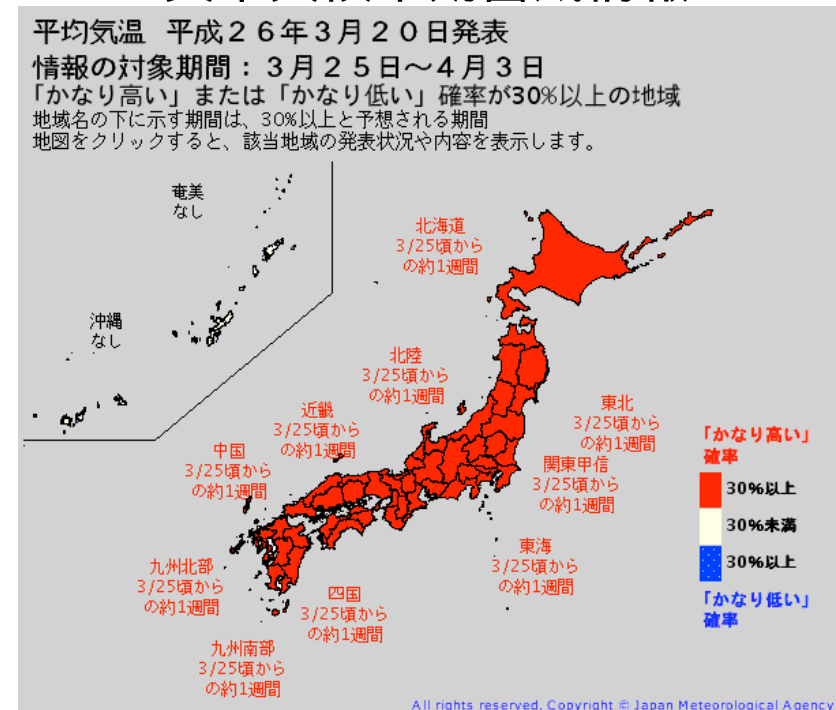 平均気温 平成２６年３月２０日発表
情報の対象期間：３月２５日～４月３日
「かなり高い」または「かなり低い」確率が30%以上の地域
地域名の下に示す期間は、30%以上と予想される期間
地図をクリックすると、該当地域の発表状況や内容を表示します。
奄美
なし
沖縄
なし
北海道
3/25頃から
の約1週間
北陸
3/25頃から
の約1週間
東北
3/25頃から
の約1週間
近畿
3/25頃から
の約1週間
中国
3/25頃から
の約1週間
関東甲信
3/25頃から
の約1週間
東海
3/25頃から
の約1週間
九州北部
3/25頃から
の約1週間
四国
3/25頃から
の約1週間
九州南部
3/25頃から
の約1週間
「かなり高い」
確率
30%以上
30%未満
30%以上
「かなり低い」
確率
All rights reserved. Copyright © Japan Meteorological Agency